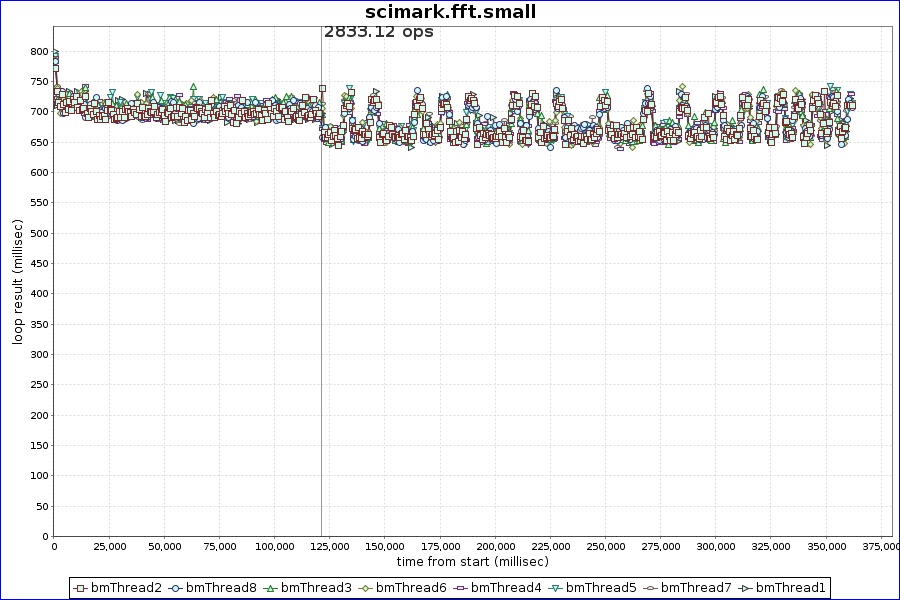 scimark.fft.small
2833.12 ops
800
750
700
650
600
550
500
450
400
350
300
250
200
150
100
50
0
loop result (millisec)
0 25,000 50,000 75,000 100,000 125,000 150,000 175,000 200,000 225,000 250,000 275,000 300,000 325,000 350,000 375,000
time from start (millisec)
bmThread2 bmThread8 bmThread3 bmThread6 bmThread4 bmThread5 bmThread7 bmThread1